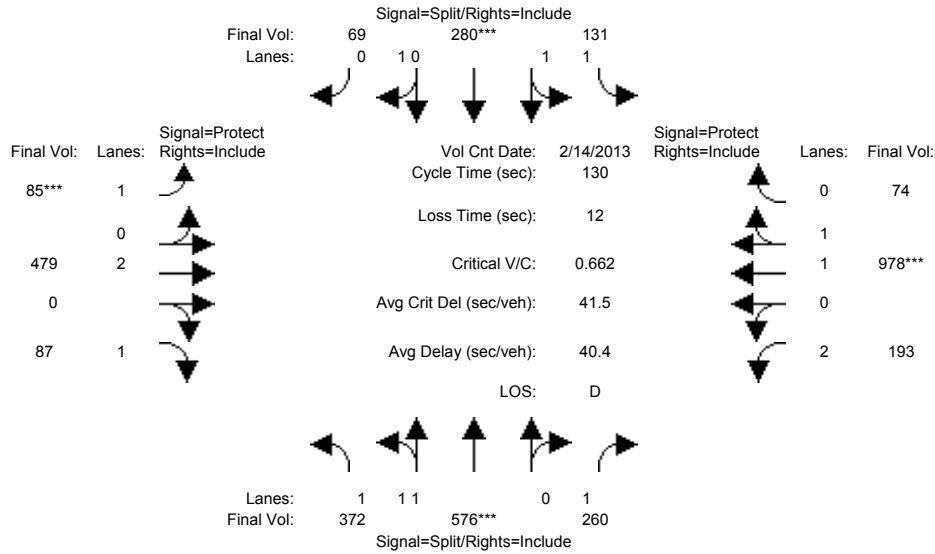 Signal=Split/Rights=Include
Final Vol: 69 280*** 131
Lanes: 0 1 0 1 1
Signal=Protect Signal=Protect
Final Vol: Lanes: Rights=Include Vol Cnt Date: 2/14/2013 Rights=Include Lanes: Final Vol:
Cycle Time (sec): 130
85*** 1 0 74
Loss Time (sec): 12
0 1
479 2 Critical V/C: 0.662 1 978***
0 Avg Crit Del (sec/veh): 41.5 0
87 1 Avg Delay (sec/veh): 40.4 2 193
LOS: D
Lanes: 1 1 1 0 1
Final Vol: 372 576*** 260
Signal=Split/Rights=Include